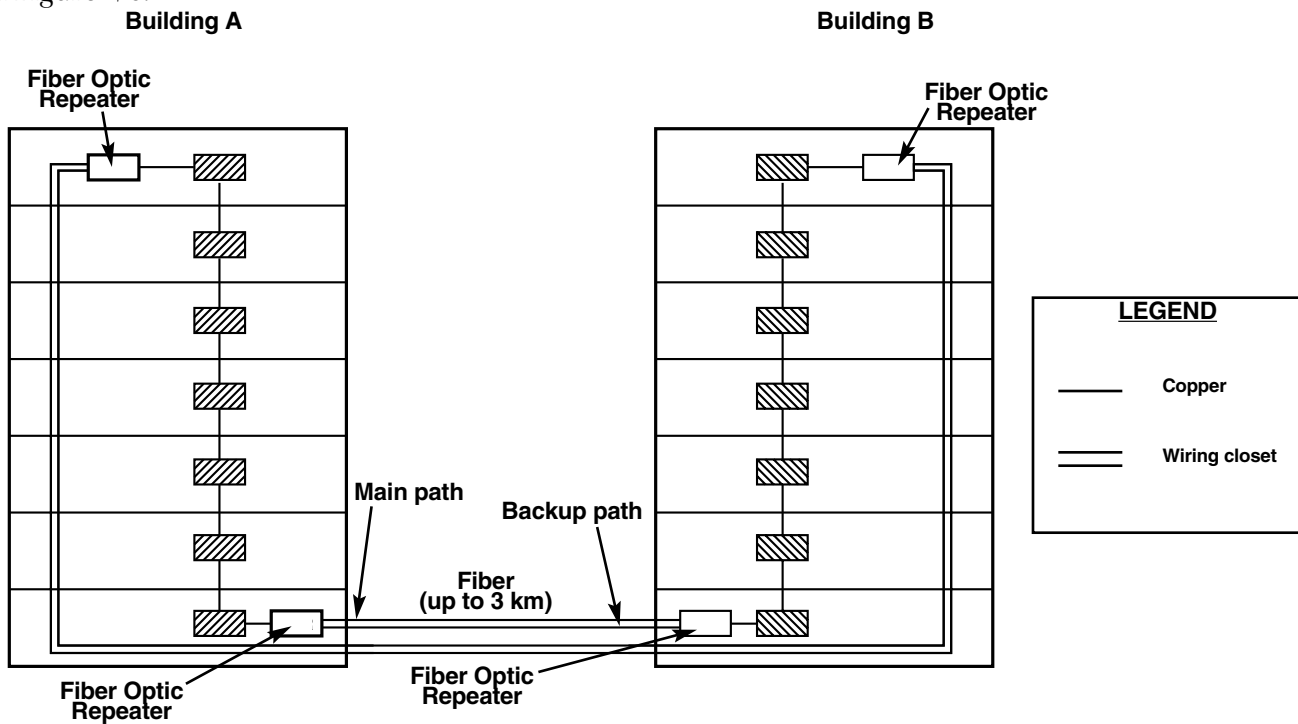 Building A
Building B
Fiber Optic
Repeater
Fiber Optic
Repeater
LEGEND
Copper
Wiring closet
Main path
Backup path
Fiber
(up to 3 km)
Fiber Optic
Repeater
Fiber Optic
Repeater